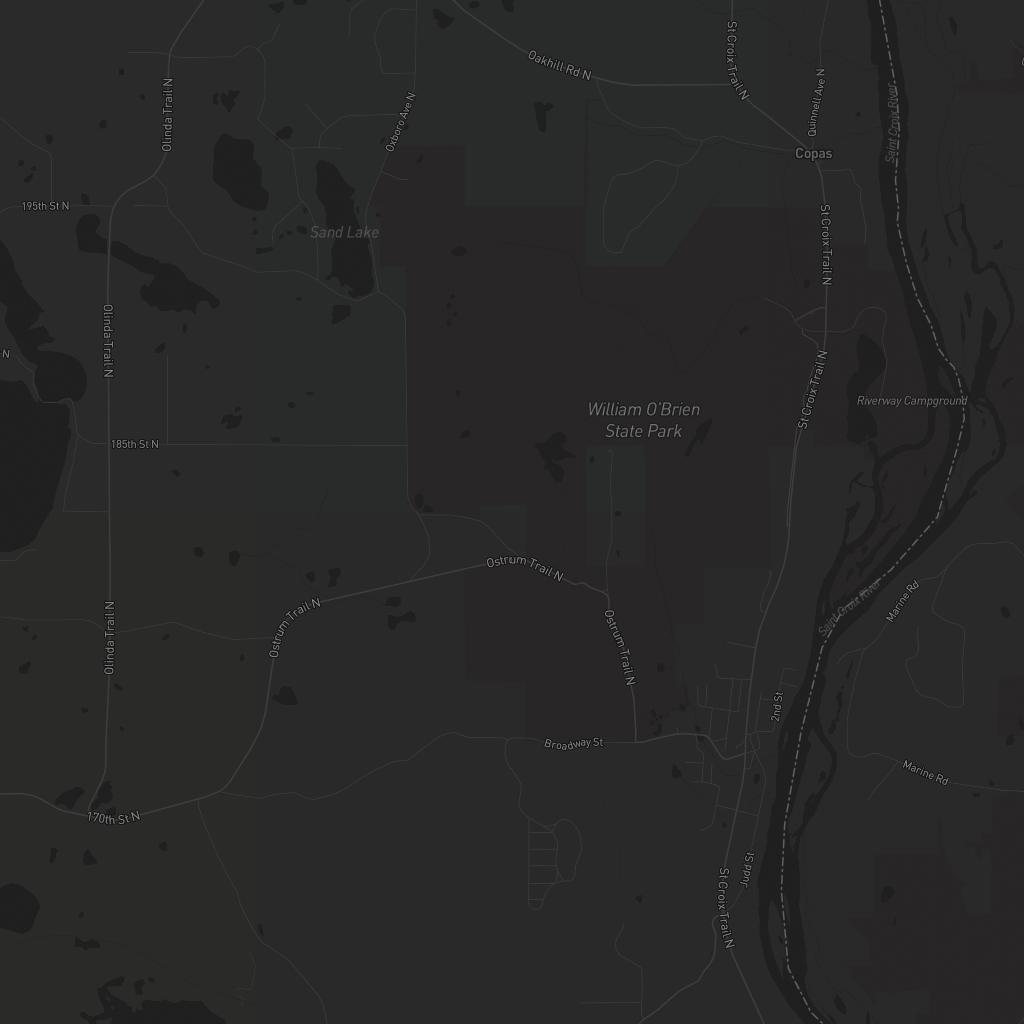 Oakhill Rd N
St Croix Trail N
Olinda Trail N
Oxboro Ave N
Quinnell Ave N
Saint Croix River
Copas
195th St N
Sand Lake
St Croix Trail N
Olinda Trail N
N
St Croix Trail N
William O'Brien
State Park
Riverway Campground
185th St N
Ostrum Trail N
Ostrum Trail N
Olinda Trail N
Ostrum Trail N
Saint Croix River
Marine Rd
2nd St
Broadway St
Marine Rd
170th St N
Judd St
St Croix Trail N